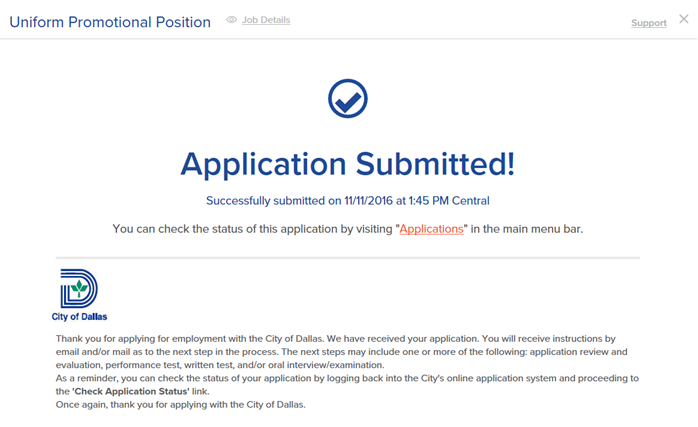 Uniform Promotional Position
Job Details
Support
Application Submitted!
Successfully submitted on 11/11/2016 at 1:45 PM Central
You can check the status of this application by visiting "Applications" in the main menu bar.
City of Dallas
Thank you for applying for employment with the City of Dallas. We have received your application. You will receive instructions by
email and/or mail as to the next step in the process. The next steps may include one or more of the following: application review and
evaluation, performance test, written test, and/or oral interview/examination.
As a reminder, you can check the status of your application by logging back into the City's online application system and proceeding to
the 'Check Application Status' link.
Once again, thank you for applying with the City of Dallas.